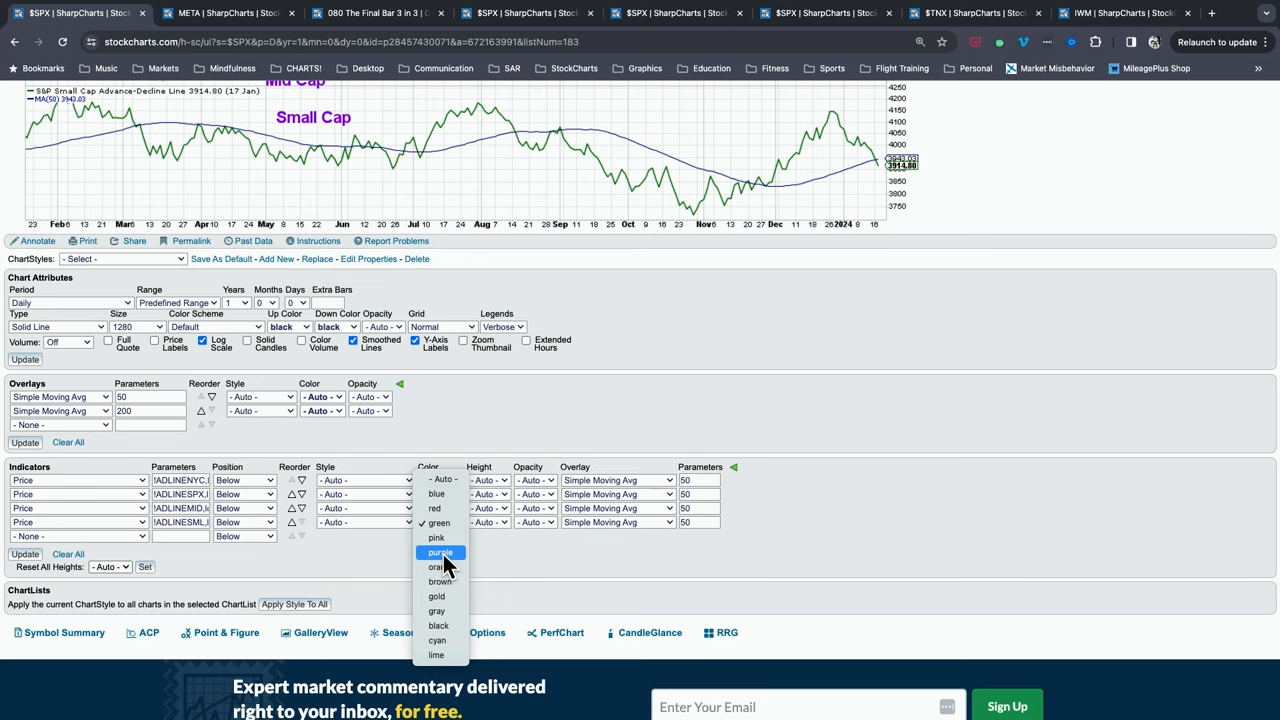 $SPX | SharpCharts | Stock
META | SharpCharts | Stoc
080 The Final Bar 3 in 3 | C
$SPX | SharpCharts | Stock
$SPX | SharpCharts | Stock
$SPX | SharpCharts | Stock
$TNX | SharpCharts | Stoc
IWM | SharpCharts | Stock
stockcharts.com/h-sc/ui?s=$SPX&p=D&yr=1&mn=0&dy=0&id=p28457430071&a=672163991&listNum=183
Relaunch to update
Bookmarks Music Markets Mindfulness CHARTS! Desktop Communication SAR StockCharts Graphics Education Fitness Sports Flight Training Personal Market Misbehavior MileagePlus Shop
Mid Cap
S&P Small Cap Advance-Decline Line 3914.80 (17 Jan)
MA(50) 3943.03
Small Cap
4250
4200
4150
4100
4050
4000
3943.03
3914.80
3850
3800
3750
23 Feb 6 13 21 Mar 6 13 20 27 Apr 10 17 24 May 8 15 22 Jun 12 20 26 Jul 10 17 24 Aug 7 14 21 28 Sep 11 18 25 Oct 9 16 23 Nov 6 13 20 27 Dec 11 18 26 2024 8 16
Annotate Print Share Permalink Past Data Instructions Report Problems
ChartStyles: - Select - Save As Default - Add New - Replace - Edit Properties - Delete
Chart Attributes
Period Range Years Months Days Extra Bars
Daily Predefined Range 1 0 0
Type Size Color Scheme Up Color Down Color Opacity Grid Legends
Solid Line 1280 Default black black - Auto - Normal Verbose
Volume: Off Full Quote Price Labels Log Scale Solid Candles Color Volume Smoothed Lines Y-Axis Labels Zoom Thumbnail Extended Hours
Update
Overlays Parameters Reorder Style Color Opacity
Simple Moving Avg 50 - Auto - - Auto - - Auto -
Simple Moving Avg 200 - Auto - - Auto - - Auto -
- None -
Update Clear All
Indicators Parameters Position Reorder Style Color Height Opacity Overlay Parameters
Price !ADLINENYC, Below - Auto - - Auto - - Auto - Simple Moving Avg 50
Price !ADLINESPX, Below - Auto - - Auto - - Auto - Simple Moving Avg 50
Price !ADLINEMID, Below - Auto - - Auto - - Auto - Simple Moving Avg 50
Price !ADLINESML, Below - Auto - - Auto - - Auto - Simple Moving Avg 50
- None - Below
- Auto -
blue
red
✓ green
pink
purple
brown
gold
gray
black
cyan
lime
Update Clear All
Reset All Heights: - Auto - Set
ChartLists
Apply the current ChartStyle to all charts in the selected ChartList Apply Style To All
Symbol Summary ACP Point & Figure GalleryView Seaso Options PerfChart CandleGlance RRG
Expert market commentary delivered
right to your inbox, for free.
Enter Your Email
Sign Up